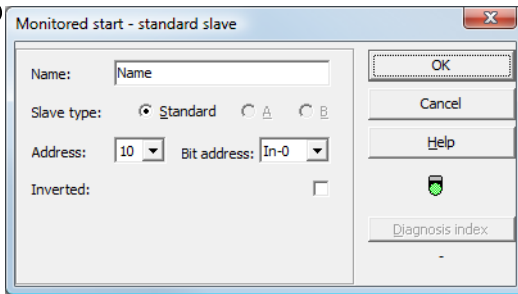 )
Monitored start - standard slave
Name: Name
Slave type: Standard A B
Address: 10 Bit address: In-0
Inverted:
OK
Cancel
Help
Diagnosis index
-